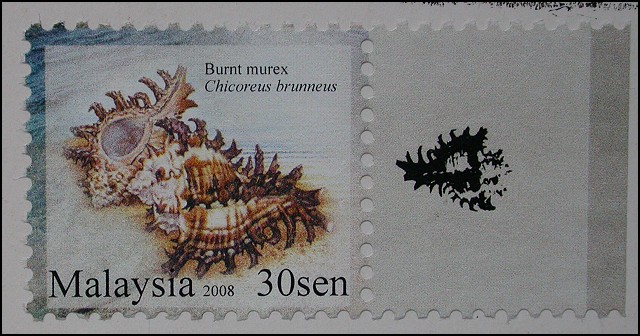 Burnt murex
Chicoreus brunneus
Malaysia 2008 30sen